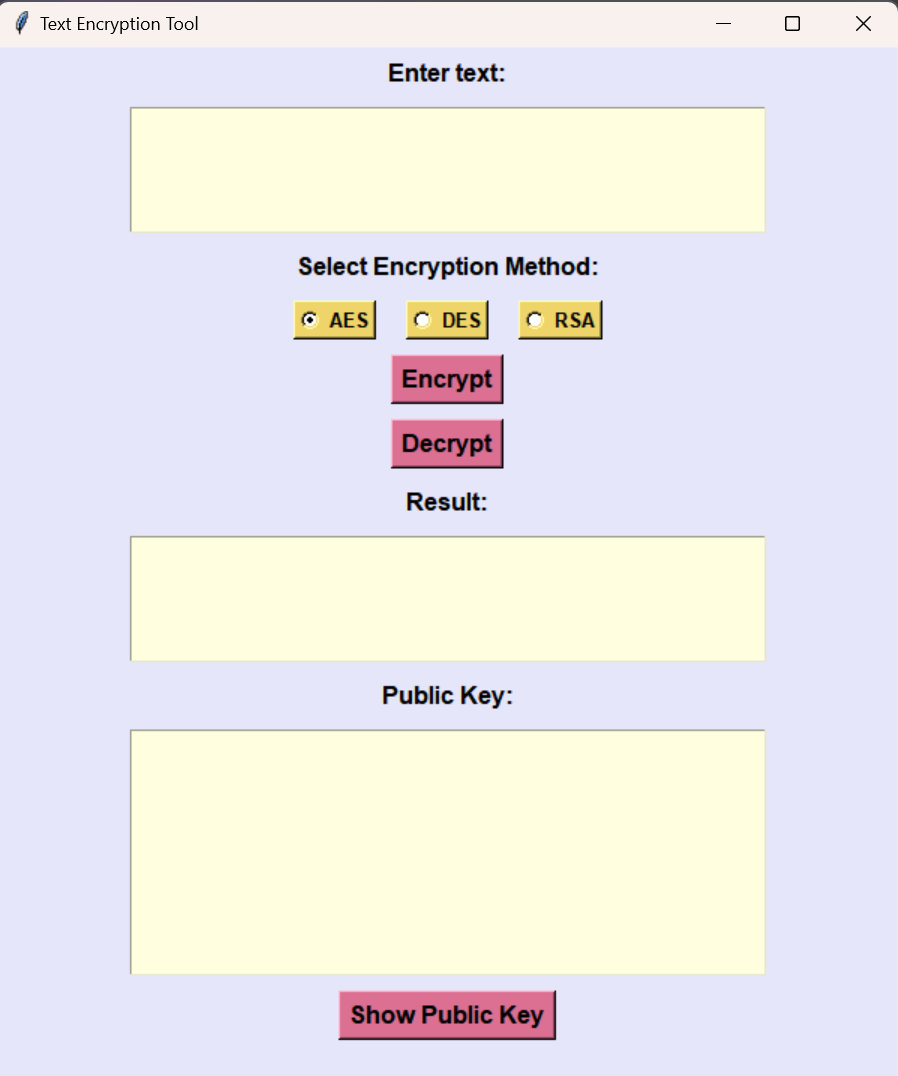 Text Encryption Tool
Enter text:
Select Encryption Method:
AES DES RSA
Encrypt
Decrypt
Result:
Public Key:
Show Public Key